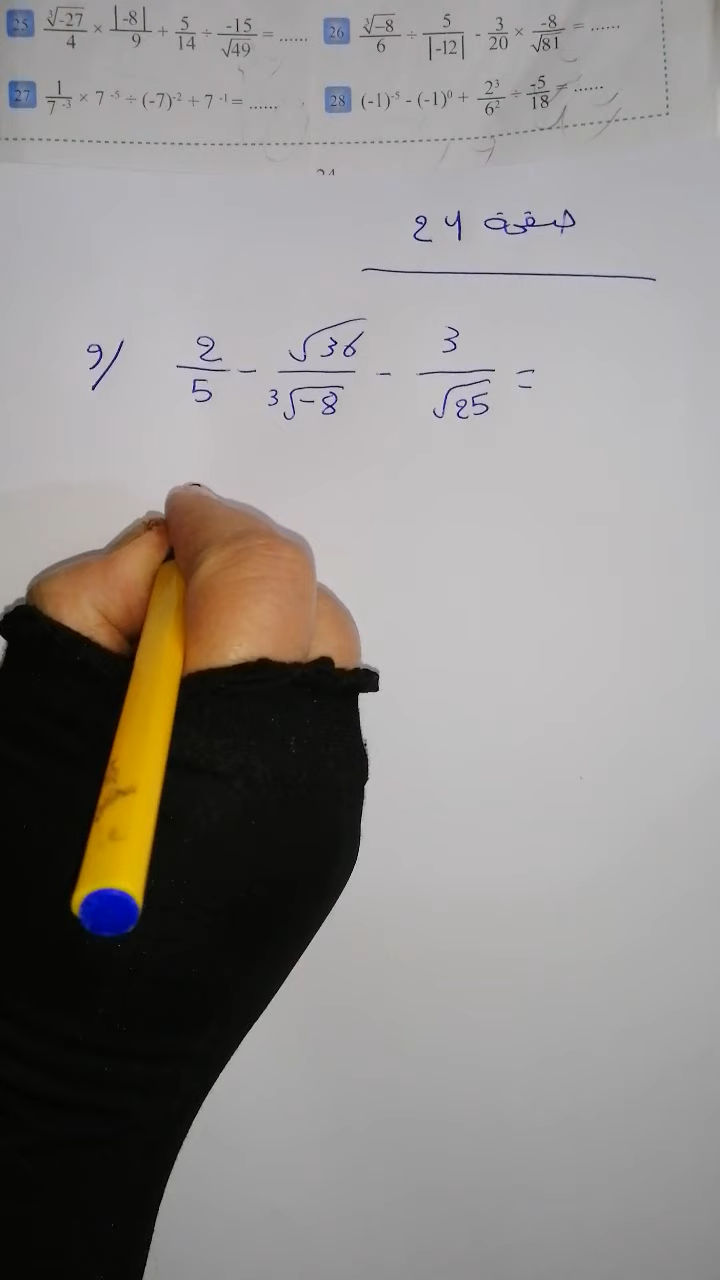 25 ∛-27/4 × |-8|/9 + 5/14 ÷ -15/√49 = ......
26 ∛-8/6 ÷ 5/|-12| - 3/20 × -8/√81 = ......
27 1/7⁻³ × 7⁻⁵ ÷ (-7)⁻² + 7⁻¹ = ......
28 (-1)⁻⁵ - (-1)⁰ + 2³/6² ÷ -5/18 = ......
صفحة 24
9/ 2/5 - √36/∛-8 - 3/√25 =